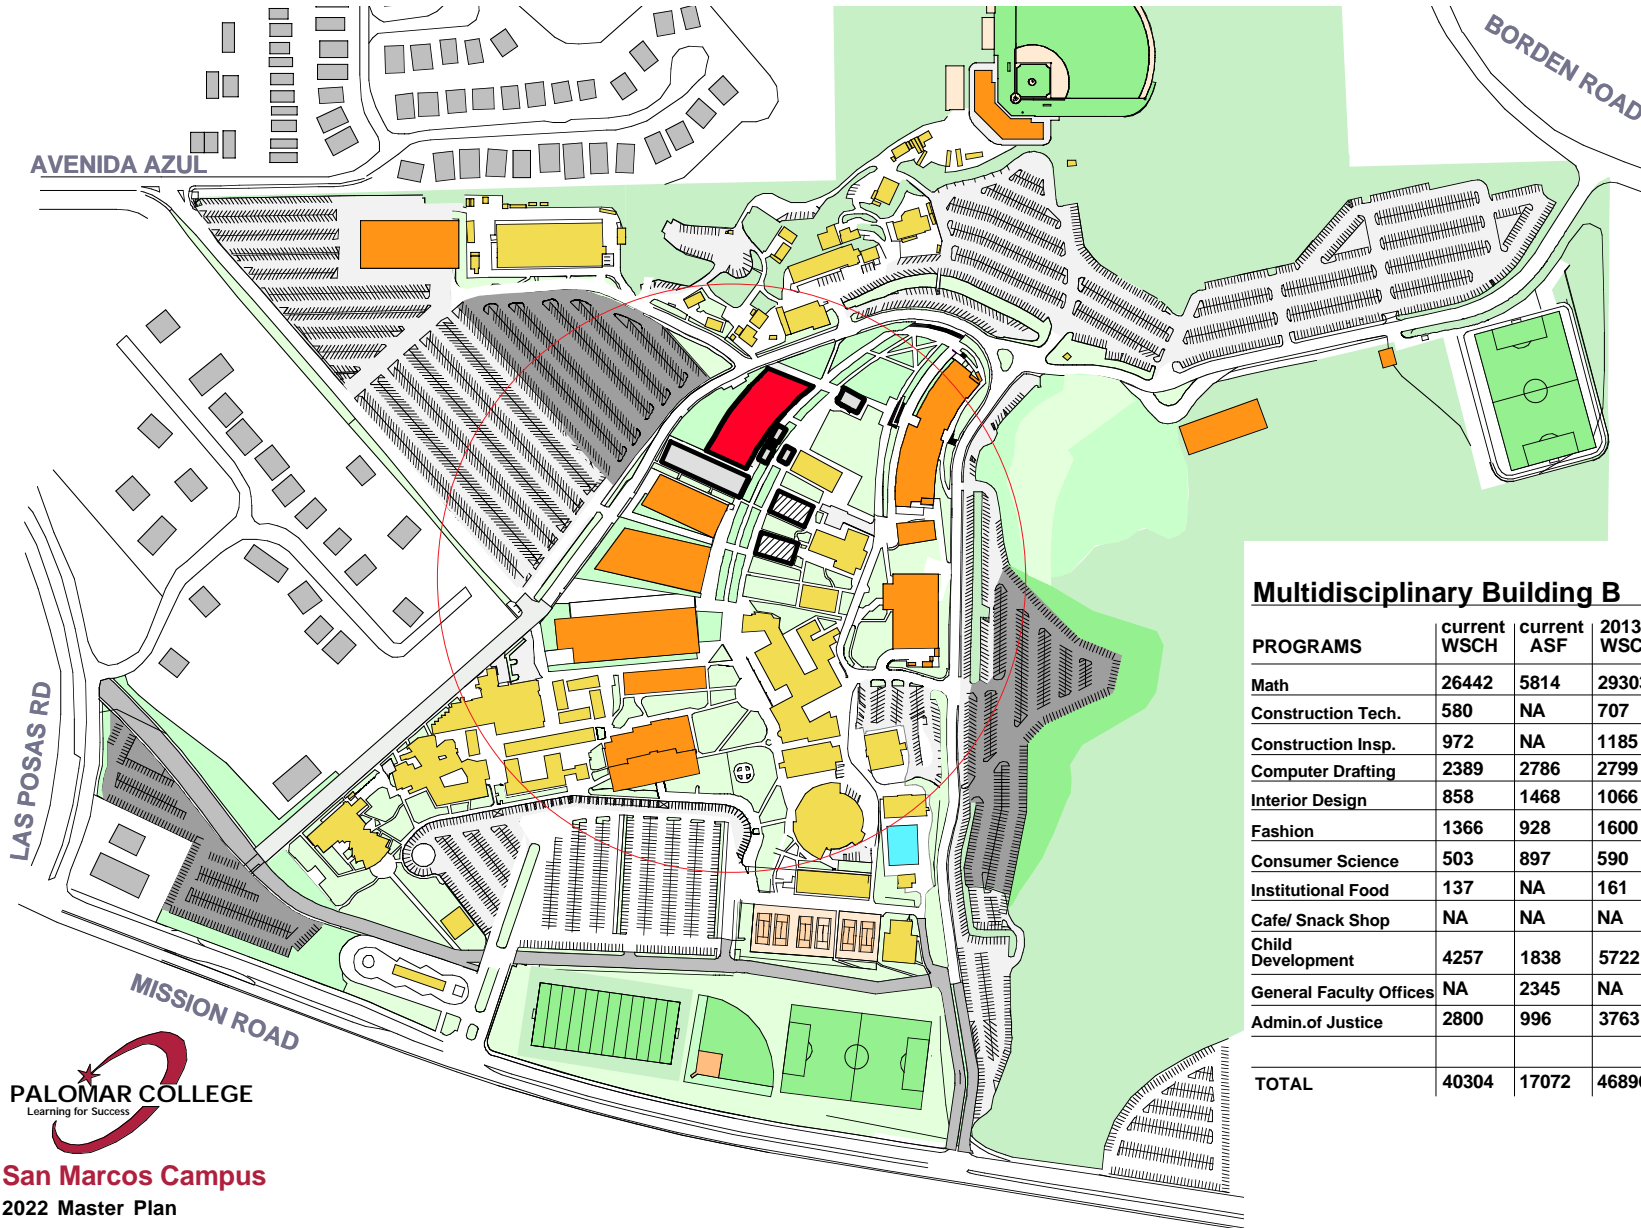 BORDEN ROAD
AVENIDA AZUL
LAS POSAS RD
MISSION ROAD
Multidisciplinary Building B
PROGRAMS current WSCH current ASF 2013
Math 26442 5814
Construction Tech. 580 NA 707
Construction Insp. 972 NA 1185
Computer Drafting 2389 2786 2799
Interior Design 858 1468 1066
Fashion 1366 928 1600
Consumer Science 503 897 590
Institutional Food 137 NA 161
Cafe/ Snack Shop NA NA NA
Child
Development 4257 1838 5722
General Faculty Offices NA 2345 NA
Admin.of Justice 2800 996 3763
TOTAL 40304 17072
PALOMAR COLLEGE
Learning for Success
San Marcos Campus
2022 Master Plan